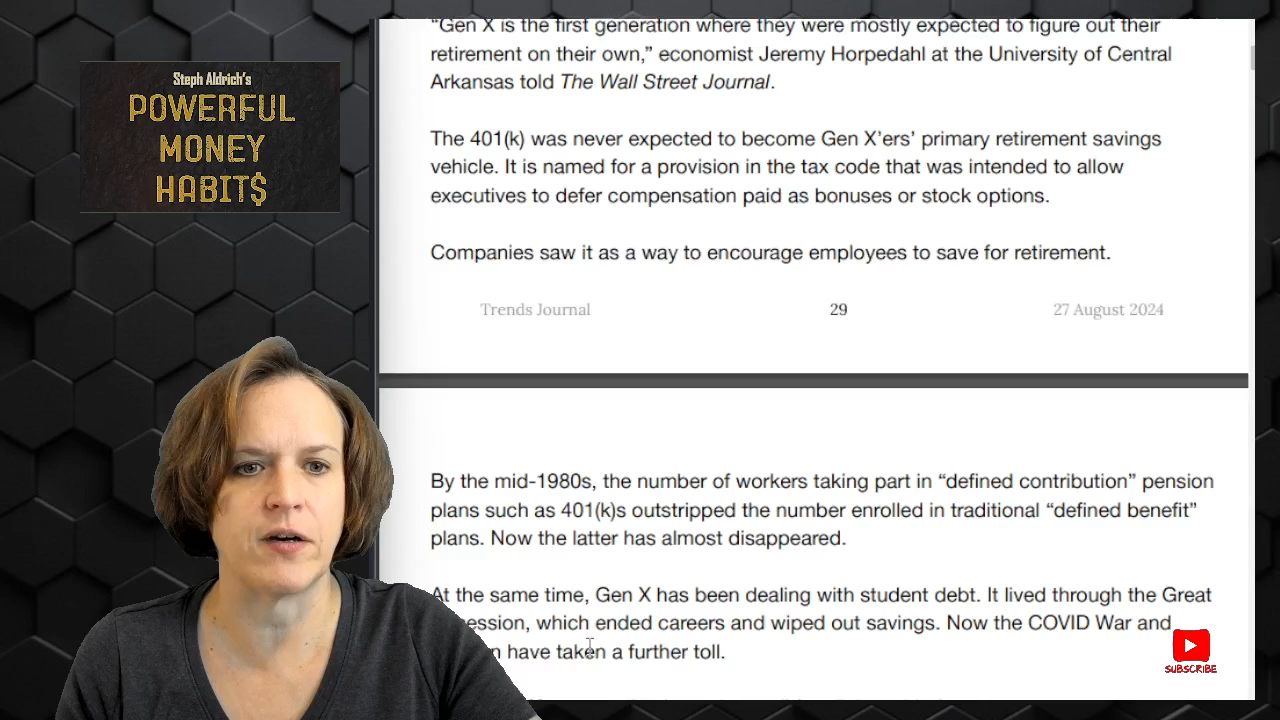 Steph Aldrich's
POWERFUL
MONEY
HABIT$
“Gen X is the first generation where they were mostly expected to figure out their
retirement on their own,” economist Jeremy Horpedahl at the University of Central
Arkansas told The Wall Street Journal.
The 401(k) was never expected to become Gen X’ers’ primary retirement savings
vehicle. It is named for a provision in the tax code that was intended to allow
executives to defer compensation paid as bonuses or stock options.
Companies saw it as a way to encourage employees to save for retirement.
Trends Journal 29 27 August 2024
By the mid-1980s, the number of workers taking part in “defined contribution” pension
plans such as 401(k)s outstripped the number enrolled in traditional “defined benefit”
plans. Now the latter has almost disappeared.
At the same time, Gen X has been dealing with student debt. It lived through the Great
which ended careers and wiped out savings. Now the COVID War and
have taken a further toll.
SUBSCRIBE